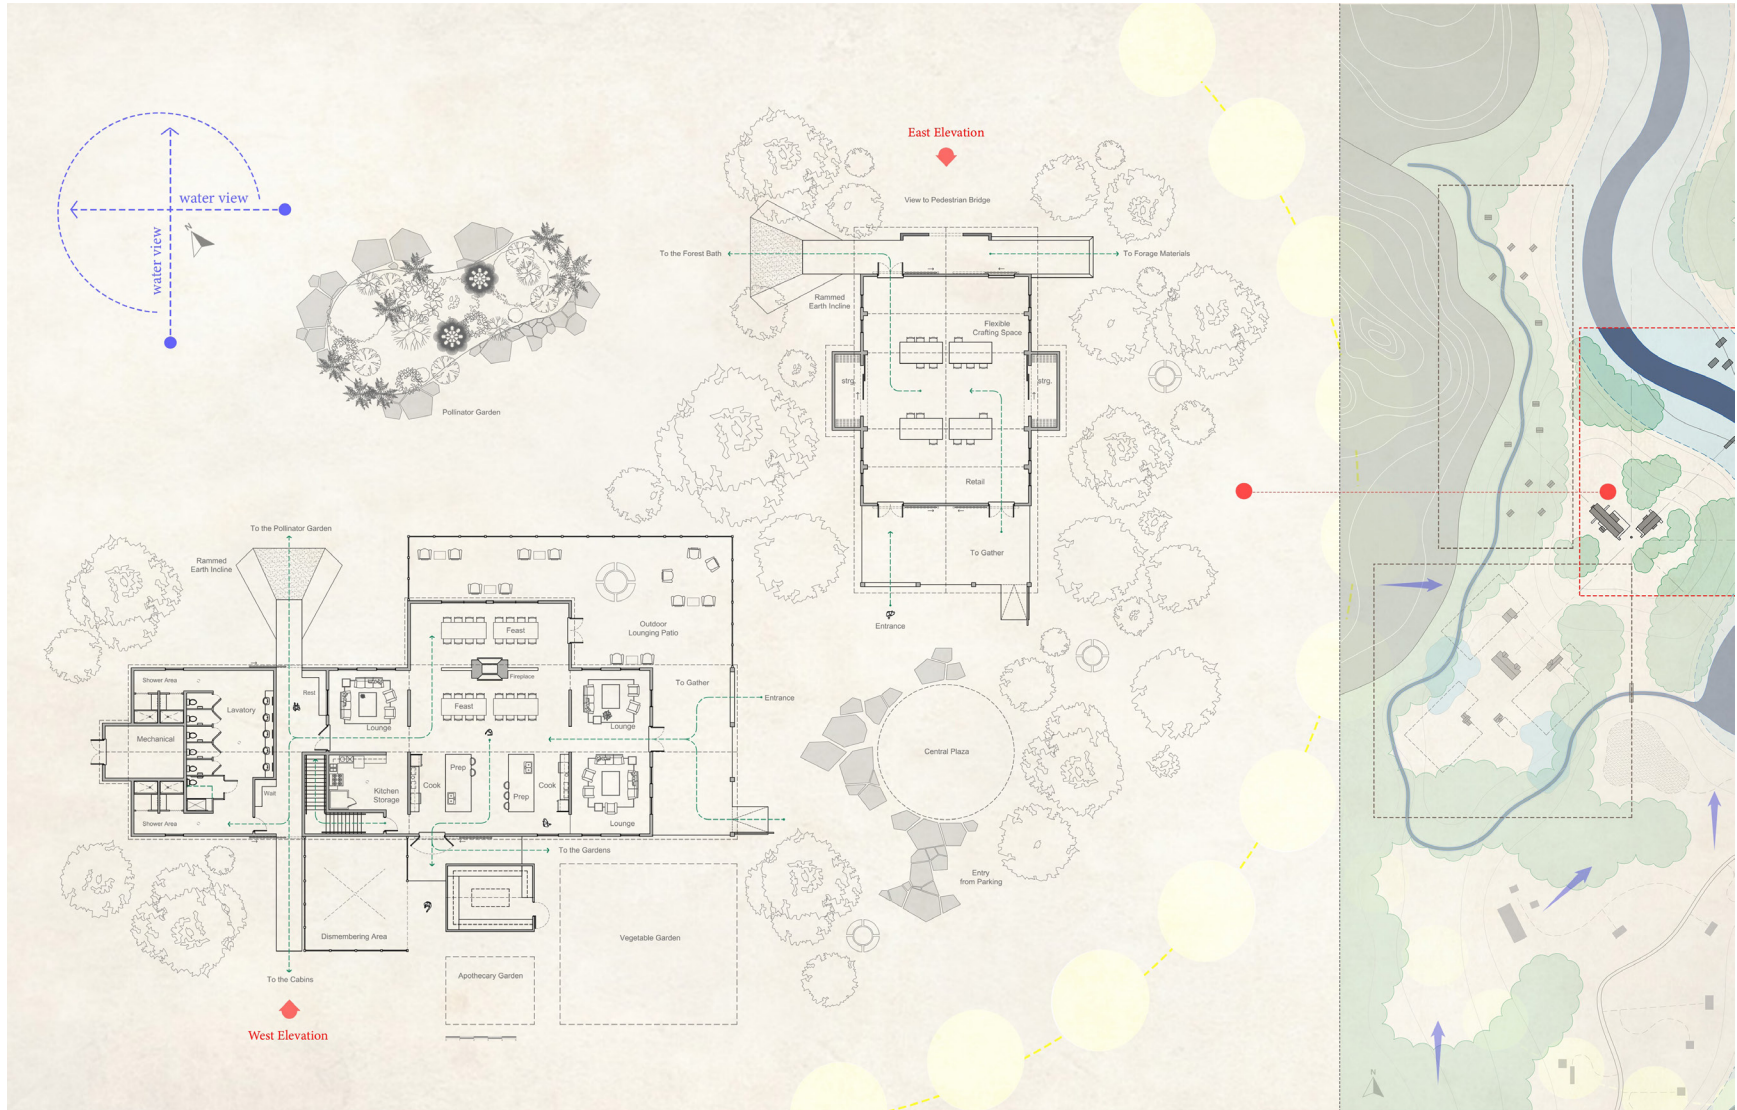 East Elevation
water view
N
water view
View to Pedestrian Bridge
To the Forest Bath
To Forage Materials
Rammed
Earth Incline
Flexible
Crafting Space
strg.
strg.
Pollinator Garden
Retail
To Gather
Entrance
To the Pollinator Garden
Rammed
Earth Incline
Feast
Outdoor
Lounging Patio
Fireplace
Shower Area
Rest
To Gather
Entrance
Lavatory
Feast
Lounge
Lounge
Mechanical
Central Plaza
Prep
Cook
Cook
Prep
Kitchen
Storage
Wait
Shower Area
Lounge
To the Gardens
Entry
from Parking
Dismembering Area
Vegetable Garden
Apothecary Garden
To the Cabins
West Elevation
N